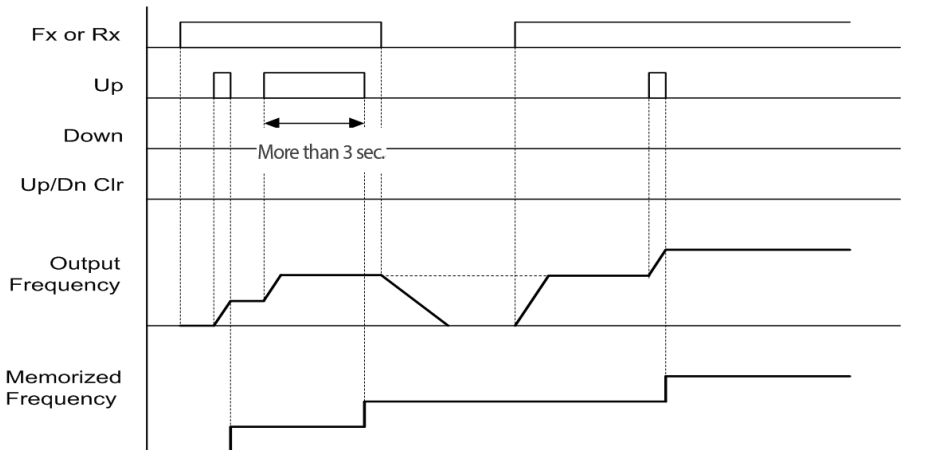 Fx or Rx
Up
Down
More than 3 sec.
Up/Dn Clr
Output
Frequency
Memorized
Frequency